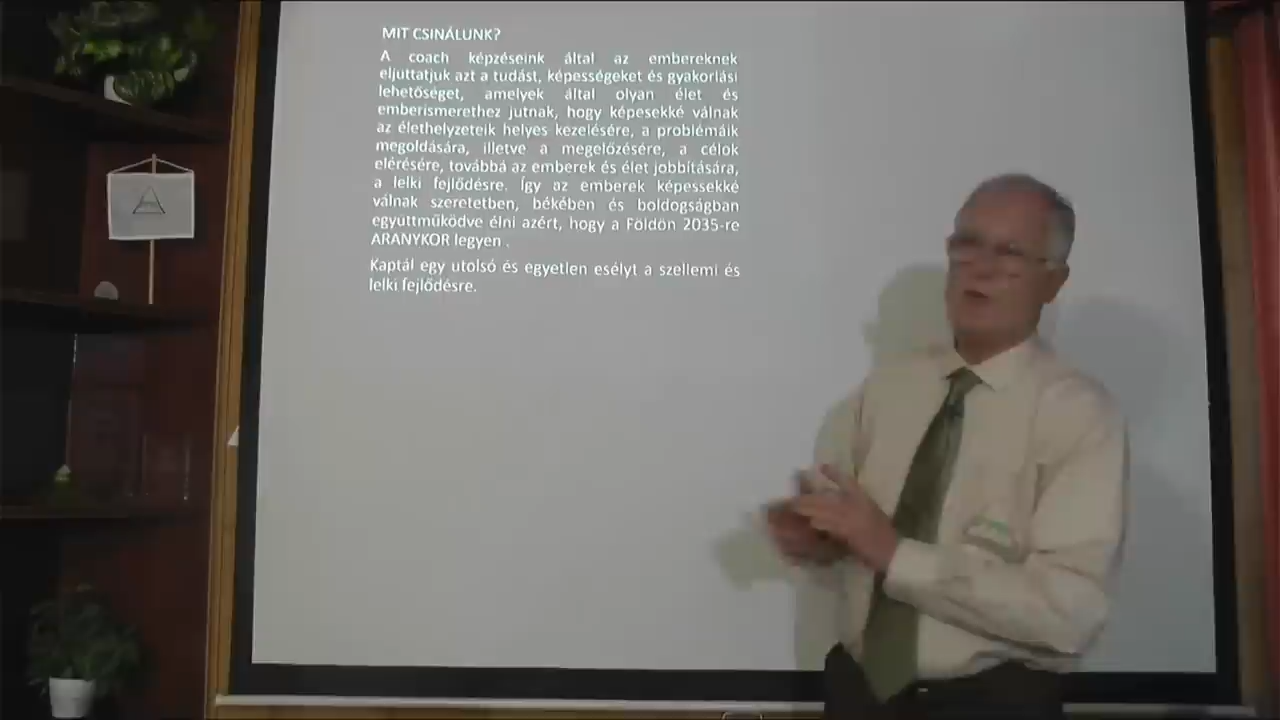 MIT CSINÁLUNK?
A coach képzéseink által az embereknek
eljuttatjuk azt a tudást, képességeket és gyakorlási
lehetőséget, amelyek által olyan élet és
emberismerethez jutnak, hogy képesekké válnak
az élethelyzeteik helyes kezelésére, a problémáik
megoldására, illetve a megelőzésére, a célok
elérésére, továbbá az emberek és élet jobbítására,
a lelki fejlődésre. Így az emberek képessekké
válnak szeretetben, békében és boldogságban
együttműködve élni azért, hogy a Földön 2035-re
ARANYKOR legyen .
Kaptál egy utolsó és egyetlen esélyt a szellemi és
lelki fejlődésre.